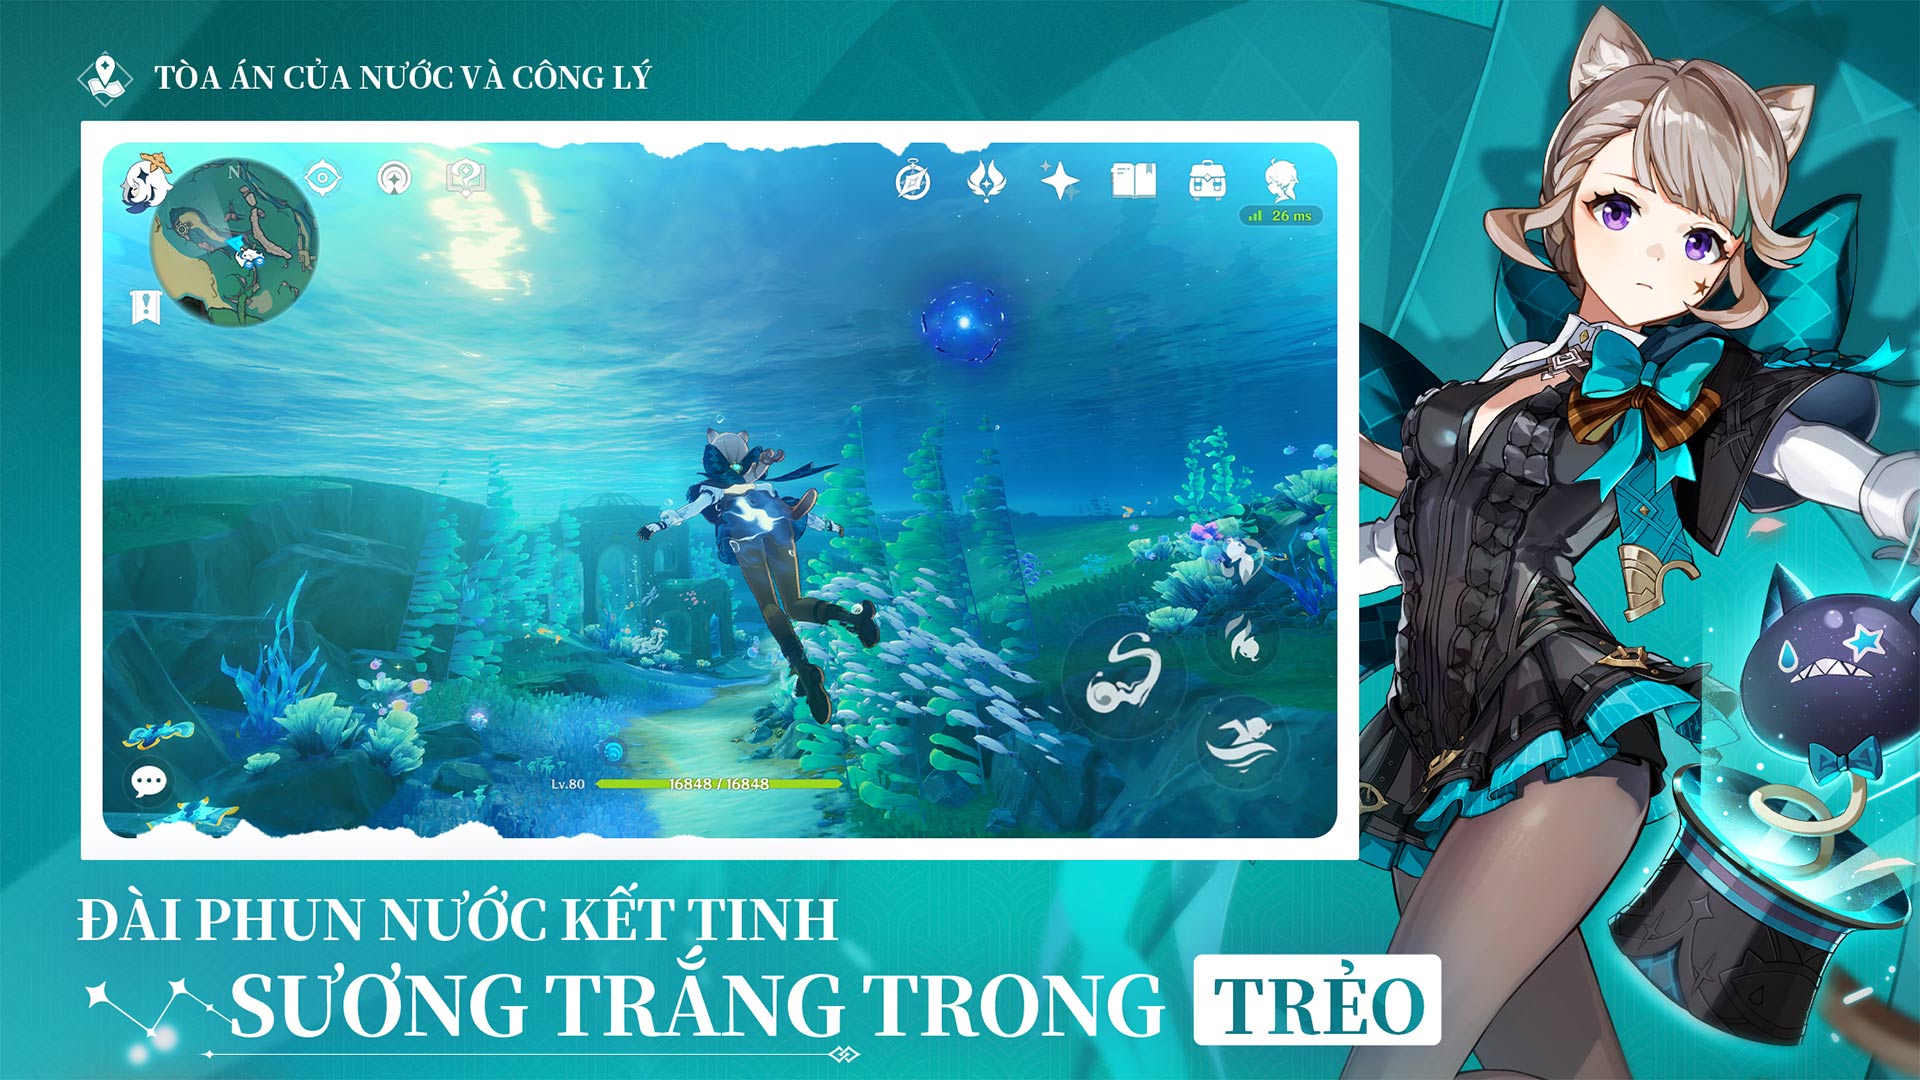 TÒA ÁN CỦA NƯỚC VÀ CÔNG LÝ
N
26 ms
Lv.80
16848 / 16848
ĐÀI PHUN NƯỚC KẾT TINH
SƯƠNG TRẮNG TRONG TRẺO